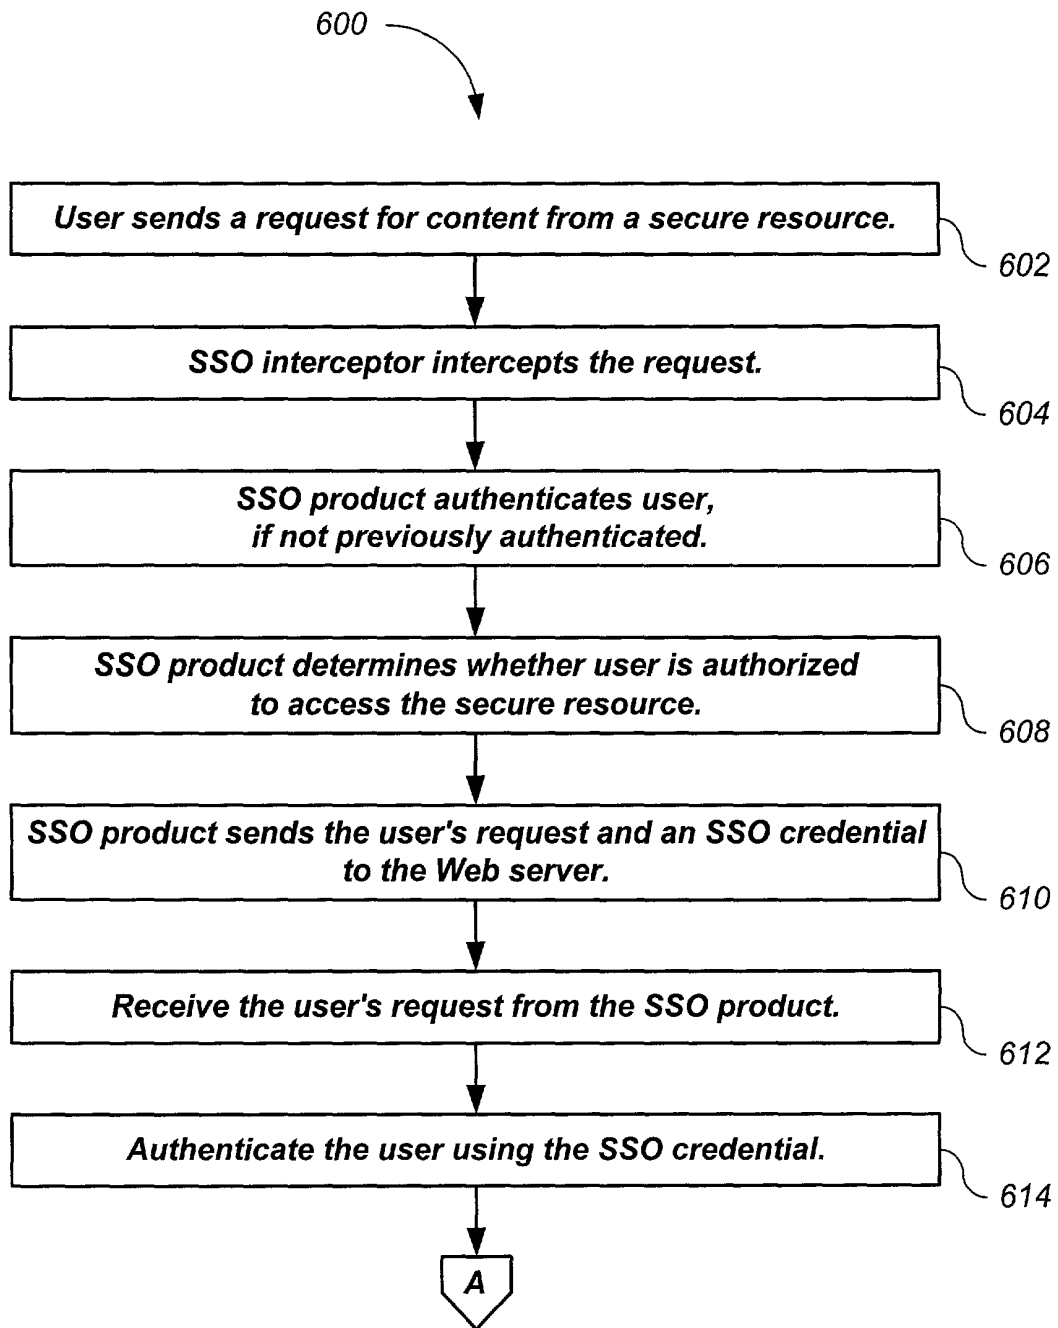 600
User sends a request for content from a secure resource.
602
SSO interceptor intercepts the request.
604
SSO product authenticates user,
if not previously authenticated.
606
SSO product determines whether user is authorized
to access the secure resource.
608
SSO product sends the user's request and an SSO credential
to the Web server.
610
Receive the user's request from the SSO product.
612
Authenticate the user using the SSO credential.
614
A